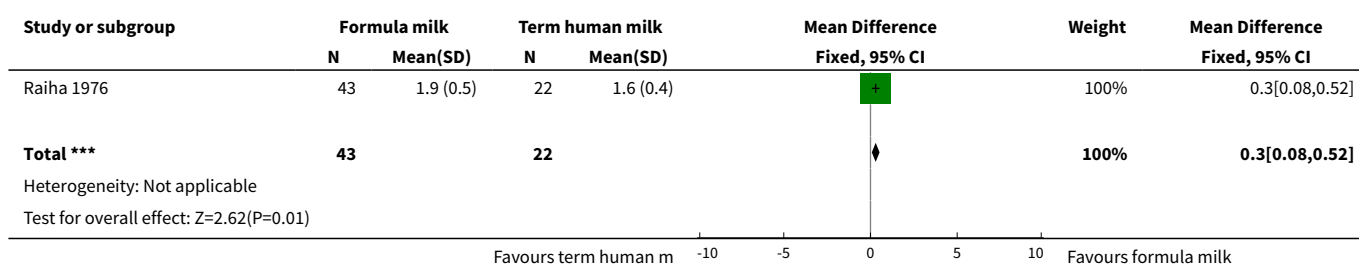 Study or subgroup Formula milk Term human milk Mean Difference Weight Mean Difference
N Mean(SD) N Mean(SD) Fixed, 95% CI Fixed, 95% CI
Raiha 1976 43 1.9 (0.5) 22 1.6 (0.4) 100% 0.3[0.08,0.52]
Total *** 43 22 100% 0.3[0.08,0.52]
Heterogeneity: Not applicable
Test for overall effect: Z=2.62(P=0.01)
Favours term human m -10 -5 0 5 10 Favours formula milk